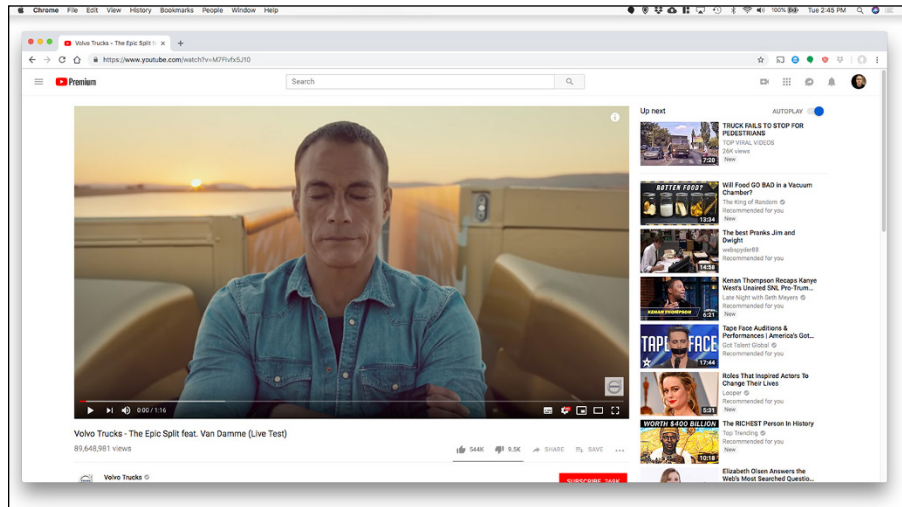 Chrome File Edit View History Bookmarks People Window Help
100% Tue 2:45 PM
Volvo Trucks - The Epic Split f
https://www.youtube.com/watch?v=M7FIvfx5J10
Premium
Search
Up next
AUTOPLAY
TRUCK FAILS TO STOP FOR
PEDESTRIANS
TOP VIRAL VIDEOS
26K views
New
7:20
ROTTEN FOOD?
13:34
Will Food GO BAD in a Vacuum
Chamber?
The King of Random
Recommended for you
New
14:58
The best Pranks Jim and
Dwight
webspyder88
Recommended for you
KENAN THOMPSON
6:21
Kenan Thompson Recaps Kanye
West's Unaired SNL Pro-Trum...
Late Night with Seth Meyers
Recommended for you
New
TAPE FACE
17:44
Tape Face Auditions &
Performances | America's Got...
Got Talent Global
Recommended for you
5:31
Roles That Inspired Actors To
Change Their Lives
Looper
Recommended for you
New
WORTH $400 BILLION
10:18
The RICHEST Person In History
Top Trending
Recommended for you
New
Elizabeth Olsen Answers the
Web's Most Searched Questio...
0:00 / 1:16
Volvo Trucks - The Epic Split feat. Van Damme (Live Test)
89,648,981 views
544K 9.5K SHARE SAVE
Volvo Trucks
SUBSCRIBE